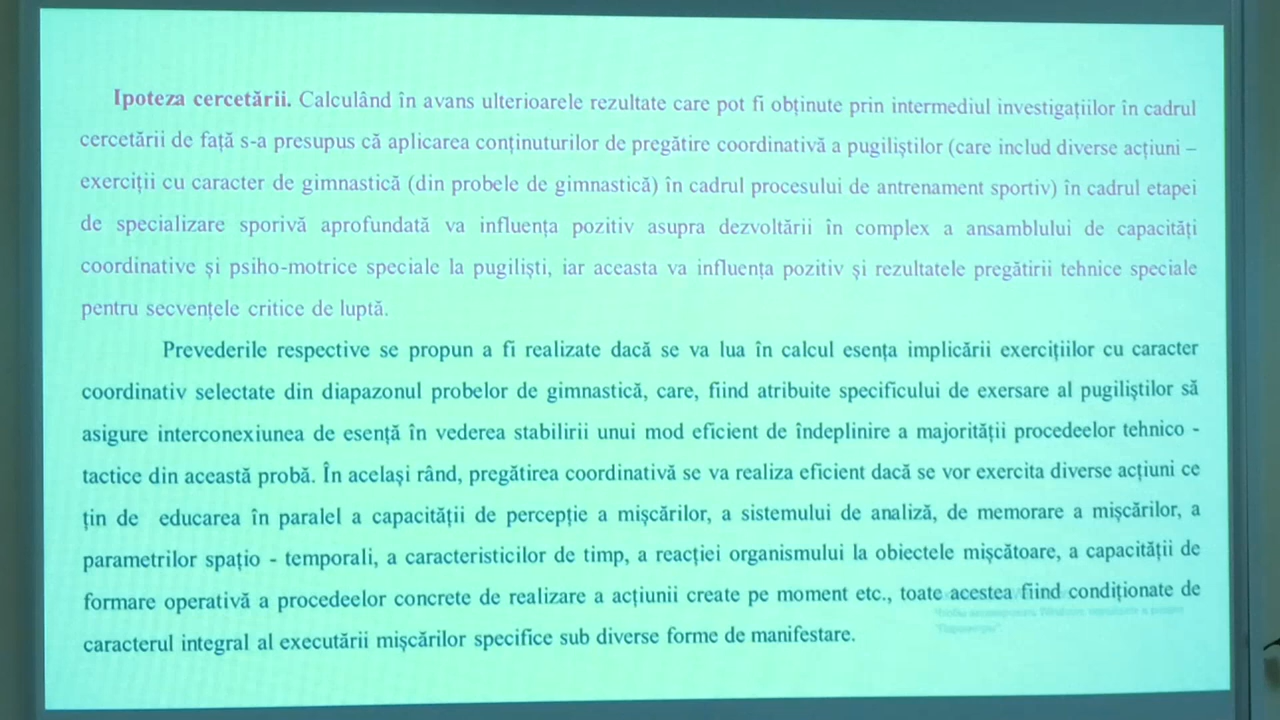 Ipoteza cercetării. Calculând în avans ulterioarele rezultate care pot fi obținute prin intermediul investigațiilor în cadrul
cercetării de față s-a presupus că aplicarea conținuturilor de pregătire coordinativă a pugiliștilor (care includ diverse acțiuni –
exerciții cu caracter de gimnastică (din probele de gimnastică) în cadrul procesului de antrenament sportiv) în cadrul etapei
de specializare sporivă aprofundată va influența pozitiv asupra dezvoltării în complex a ansamblului de capacități
coordinative și psiho-motrice speciale la pugiliști, iar aceasta va influența pozitiv și rezultatele pregătirii tehnice speciale
pentru secvențele critice de luptă.
Prevederile respective se propun a fi realizate dacă se va lua în calcul esența implicării exercițiilor cu caracter
coordinativ selectate din diapazonul probelor de gimnastică, care, fiind atribuite specificului de exersare al pugiliștilor să
asigure interconexiunea de esență în vederea stabilirii unui mod eficient de îndeplinire a majorității procedeelor tehnico -
tactice din această probă. În același rând, pregătirea coordinativă se va realiza eficient dacă se vor exercita diverse acțiuni ce
țin de educarea în paralel a capacității de percepție a mișcărilor, a sistemului de analiză, de memorare a mișcărilor, a
parametrilor spațio - temporali, a caracteristicilor de timp, a reacției organismului la obiectele mișcătoare, a capacității de
formare operativă a procedeelor concrete de realizare a acțiunii create pe moment etc., toate acestea fiind condiționate de
caracterul integral al executării mișcărilor specifice sub diverse forme de manifestare.
"Параметры".